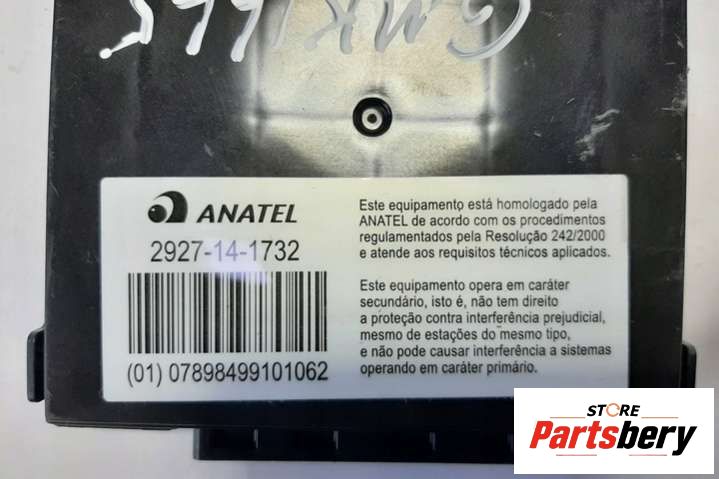 ANATEL
2927-14-1732
(01) 07898499101062
Este equipamento está homologado pela
ANATEL de acordo com os procedimentos
regulamentados pela Resolução 242/2000
e atende aos requisitos técnicos aplicados.
Este equipamento opera em caráter
secundário, isto é, não tem direito
a proteção contra interferência prejudicial,
mesmo de estações do mesmo tipo,
e não pode causar interferência a sistemas
operando em caráter primário.
STORE
Partsbery